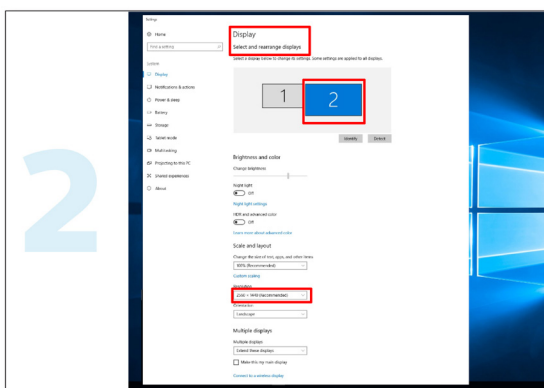 2
Settings
Home
Find a setting
SYSTEM
Display
Notifications & actions
Power & sleep
Battery
Storage
Tablet mode
Multitasking
Projecting to this PC
Shared experiences
About
Display
Select and rearrange displays
Select a display below to change its settings. Some settings are applied to all displays.
1
2
Identify
Detect
Brightness and color
Change brightness
Night light
Off
Night light settings
HDR and advanced color
Off
Learn more about advanced color
Scale and layout
Change the size of text, apps, and other items
100% (Recommended)
Custom scaling
Resolution
2560 × 1440 (Recommended)
Orientation
Landscape
Multiple displays
Multiple displays
Extend these displays
Make this my main display
Connect to a wireless display